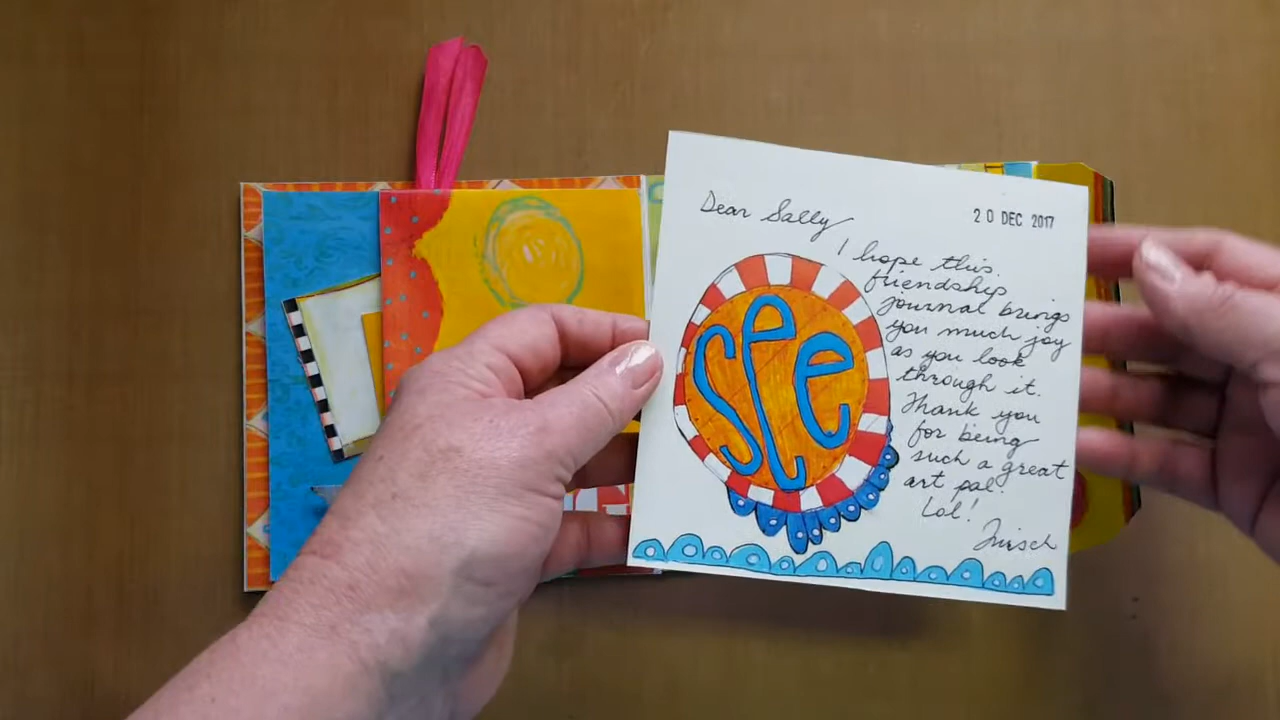 Dear Sally
20 DEC 2017
I hope this
friendship
journal brings
you much joy
as you look
through it.
Thank you
for being
such a great
art pal.
Lol!
see